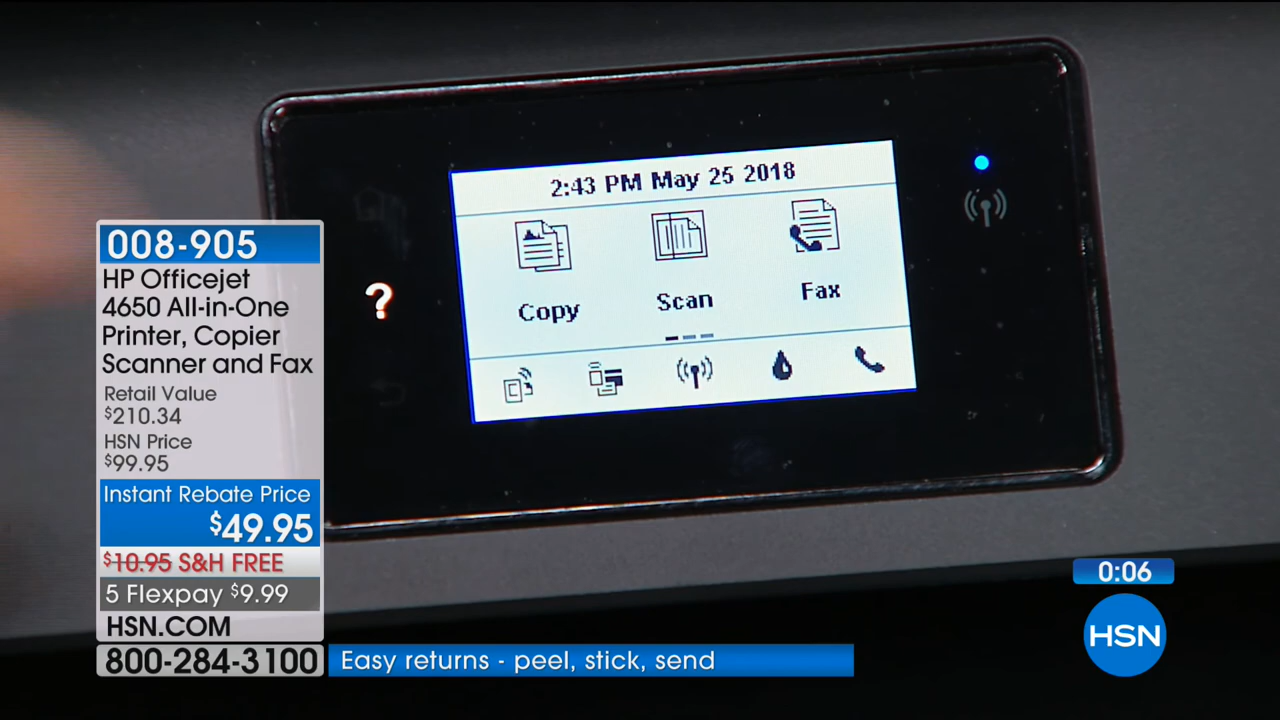 2:43 PM May 25 2018
Copy
Scan
Fax
?
008-905
HP Officejet
4650 All-in-One
Printer, Copier
Scanner and Fax
Retail Value
$210.34
HSN Price
$99.95
Instant Rebate Price
$49.95
$10.95 S&H FREE
5 Flexpay $9.99
HSN.COM
800-284-3100
Easy returns - peel, stick, send
0:06
HSN